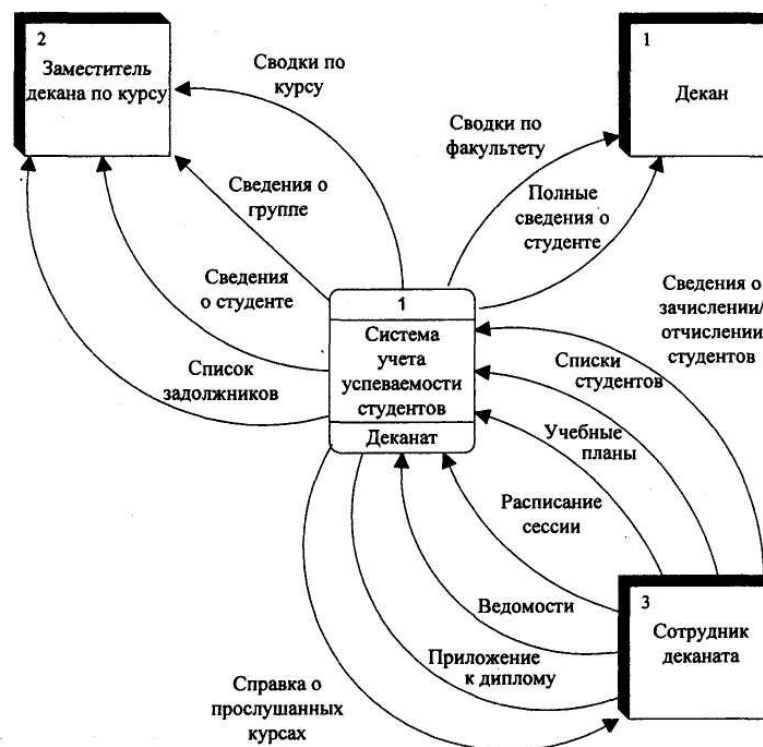 2
Заместитель
декана по курсу
1
Декан
Сводки по
курсу
Сводки по
факультету
Сведения о
группе
Полные
сведения о
студенте
Сведения
о студенте
Список
задолжников
1
Система
учета
успеваемости
студентов
Деканат
Сведения о
зачислении/
отчислении
студентов
Списки
студентов
Учебные
планы
Расписание
сессии
Ведомости
Приложение
к диплому
Справка о
прослушанных
курсах
3
Сотрудник
деканата